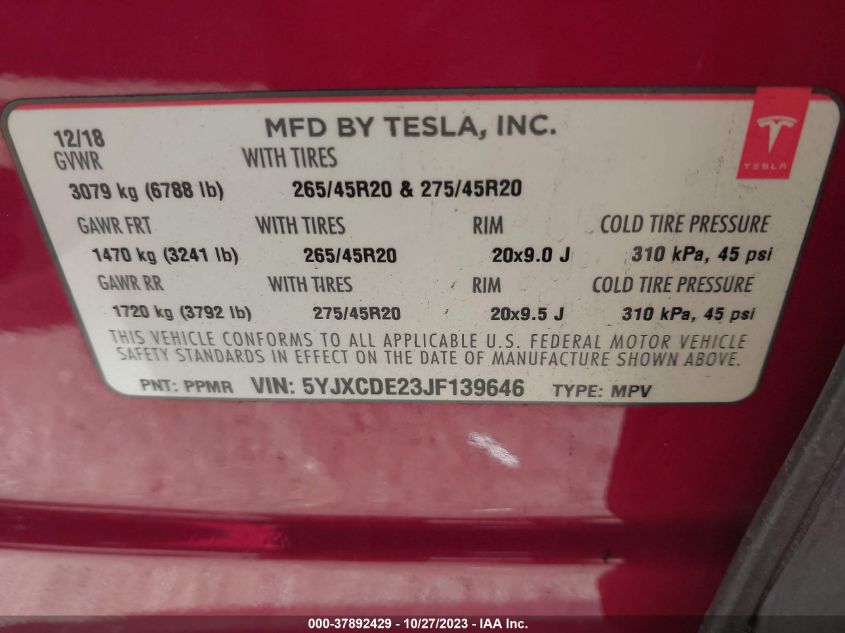 MFD BY TESLA, INC.
12/18
TESLA
GVWR WITH TIRES
3079 kg (6788 lb) 265/45R20 & 275/45R20
GAWR FRT WITH TIRES RIM COLD TIRE PRESSURE
1470 kg (3241 lb) 265/45R20 20x9.0 J 310 kPa, 45 psi
GAWR RR WITH TIRES RIM COLD TIRE PRESSURE
1720 kg (3792 lb) 275/45R20 20x9.5 J 310 kPa, 45 psi
THIS VEHICLE CONFORMS TO ALL APPLICABLE U.S. FEDERAL MOTOR VEHICLE
SAFETY STANDARDS IN EFFECT ON THE DATE OF MANUFACTURE SHOWN ABOVE.
PNT: PPMR VIN: 5YJXCDE23JF139646 TYPE: MPV
000-37892429 - 10/27/2023 - IAA Inc.